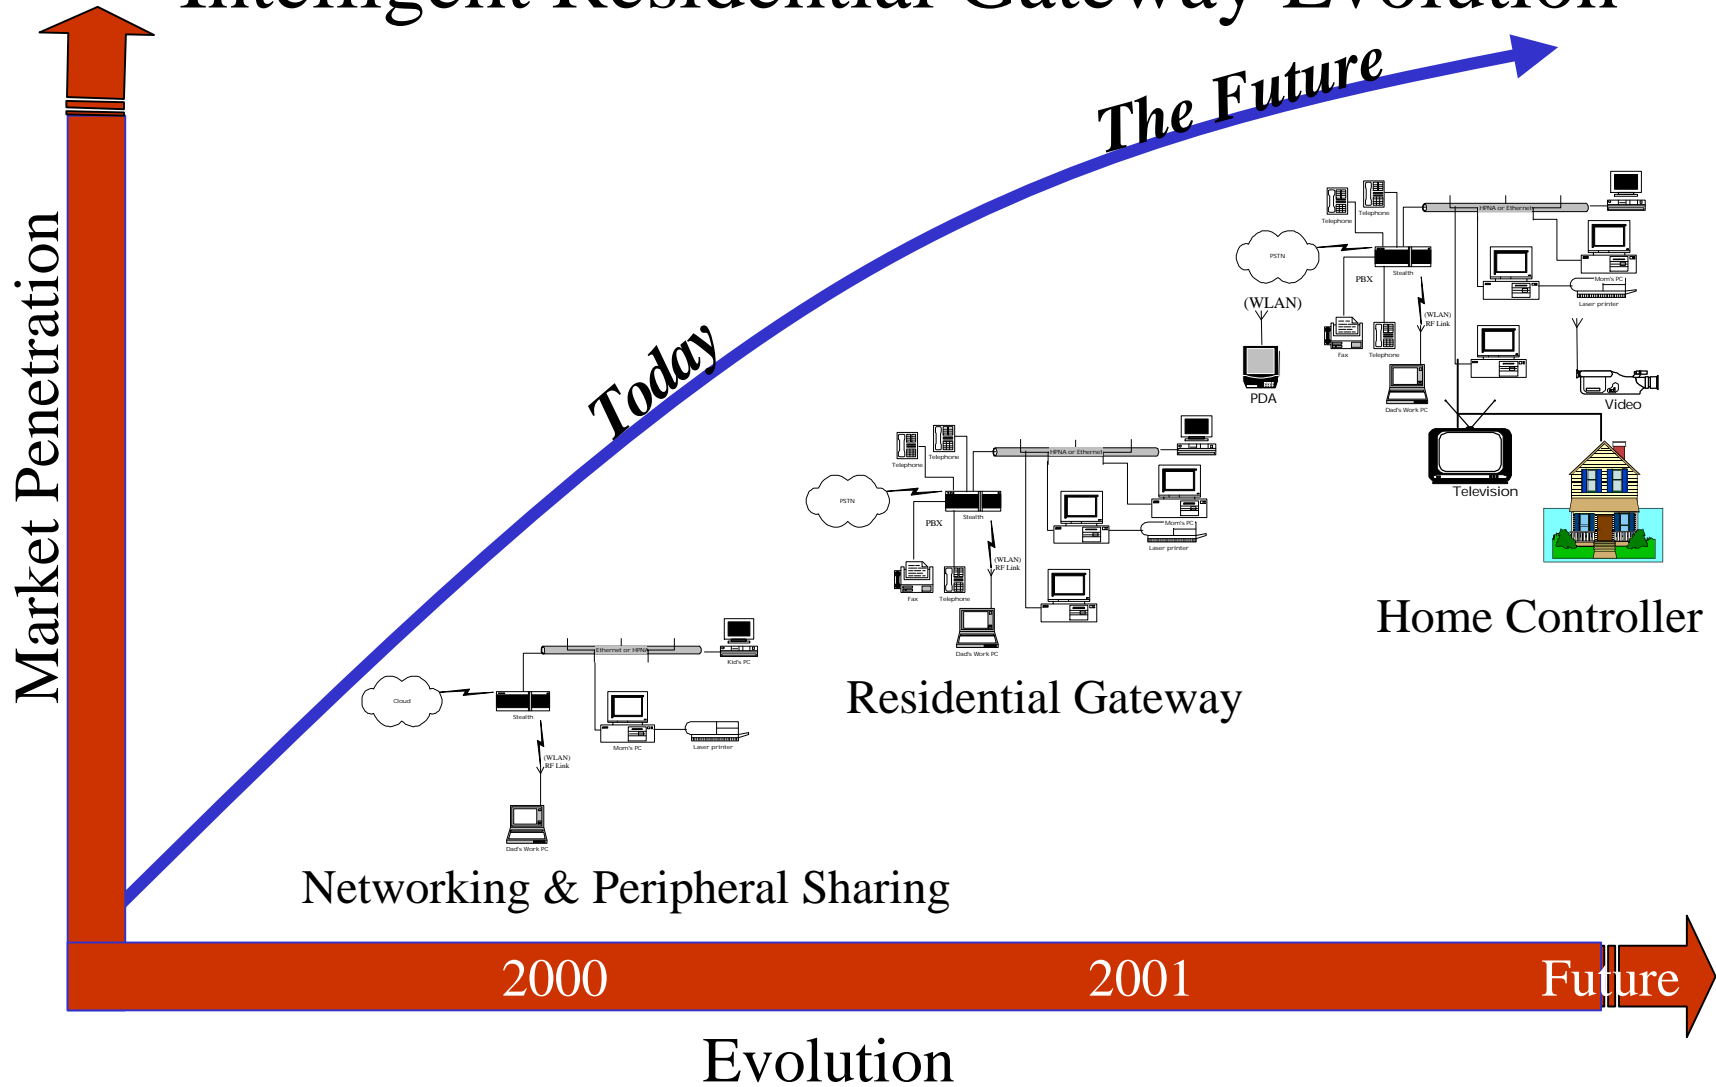 Intelligent Residential Gateway Evolution
The Future
Today
Market Penetration
Telephone
Telephone
HPNA or Ethernet
PSTN
PBX
Stealth
Mom's PC
Laser printer
(WLAN)
(WLAN)
RF Link
Fax
Telephone
PDA
Dad's Work PC
Video
Television
Home Controller
Telephone
Telephone
HPNA or Ethernet
PSTN
PBX
Stealth
Mom's PC
Laser printer
(WLAN)
RF Link
Fax
Telephone
Dad's Work PC
Residential Gateway
Ethernet or HPNA
Kid's PC
Cloud
Stealth
Mom's PC
Laser printer
(WLAN)
RF Link
Dad's Work PC
Networking & Peripheral Sharing
2000
2001
Future
Evolution